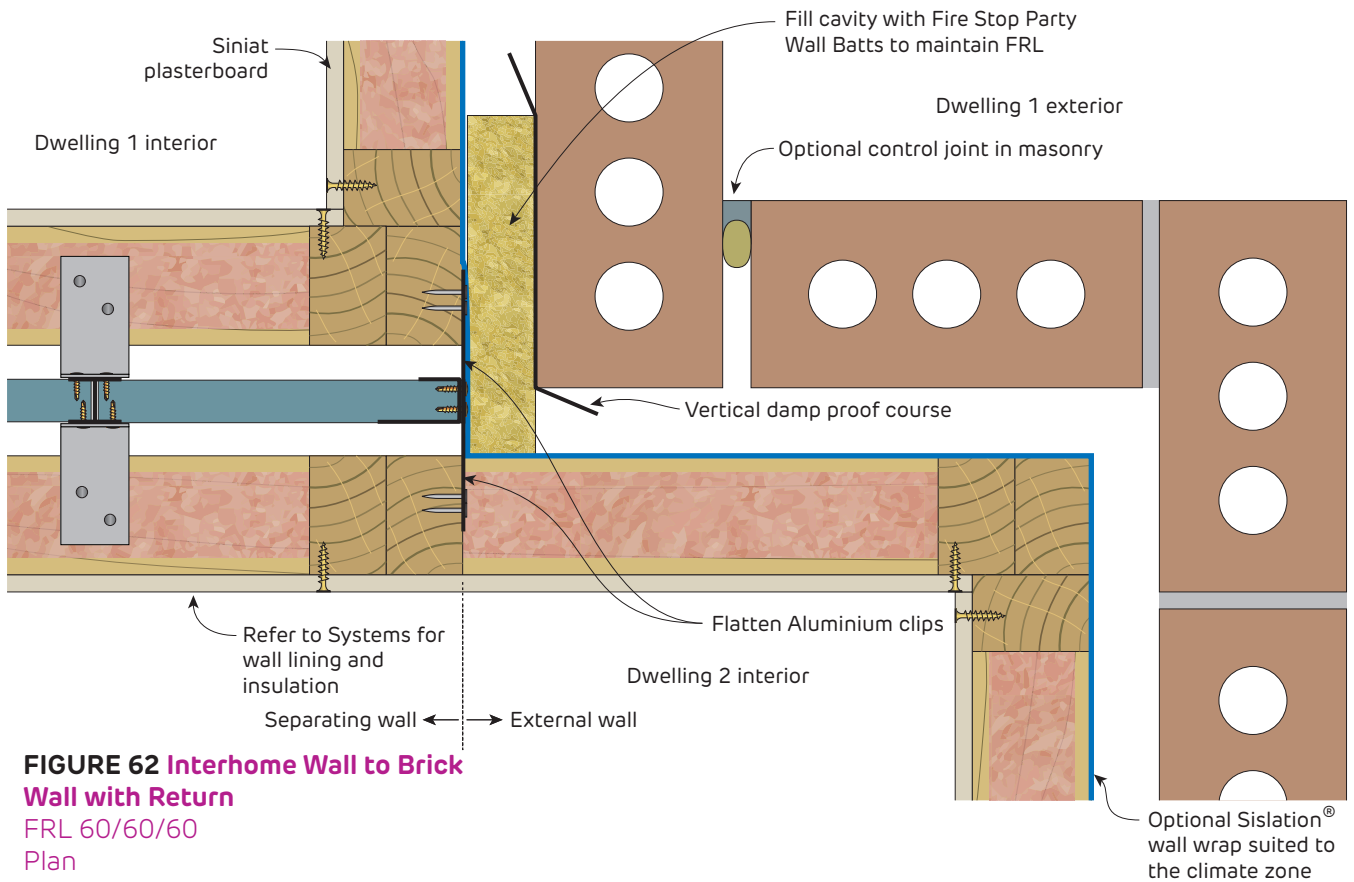 Fill cavity with Fire Stop Party
Wall Batts to maintain FRL
Siniat
plasterboard
Dwelling 1 exterior
Dwelling 1 interior
Optional control joint in masonry
Vertical damp proof course
Flatten Aluminium clips
Refer to Systems for
wall lining and
insulation
Dwelling 2 interior
Separating wall
External wall
FIGURE 62 Interhome Wall to Brick
Wall with Return
FRL 60/60/60
Plan
Optional Sislation®
wall wrap suited to
the climate zone